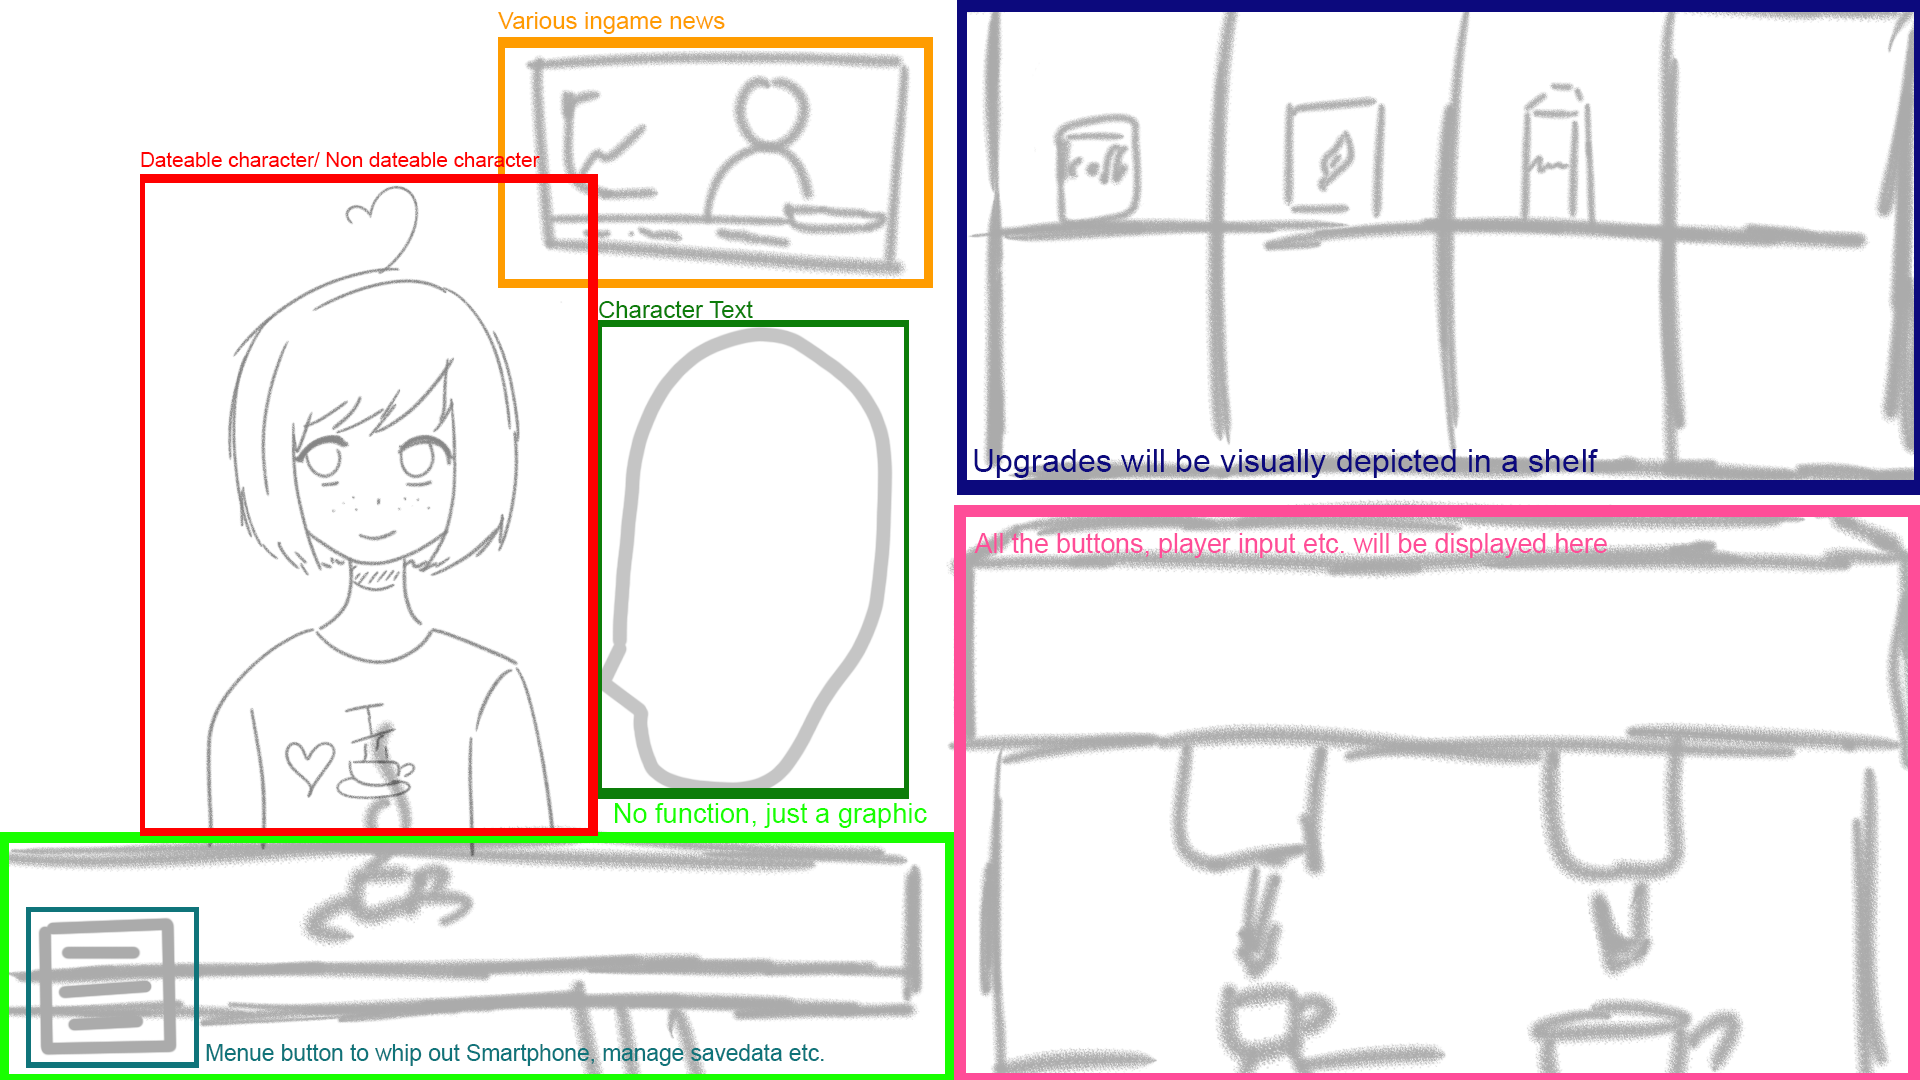 Various ingame news
Dateable character/ Non dateable character
Character Text
No function, just a graphic
Menue button to whip out Smartphone, manage savedata etc.
Upgrades will be visually depicted in a shelf
All the buttons, player input etc. will be displayed here